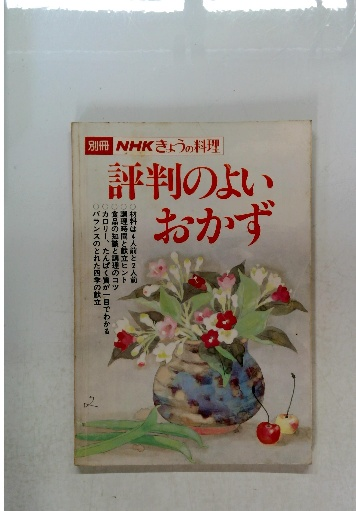 別冊 NHKきょうの料理
評判のよい
おかず
○材料は4人前と2人前
○調理時間と献立ヒント
○食品の知識と調理のコツ
○カロリー、たんぱく質が一目でわかる
○バランスのとれた四季の献立